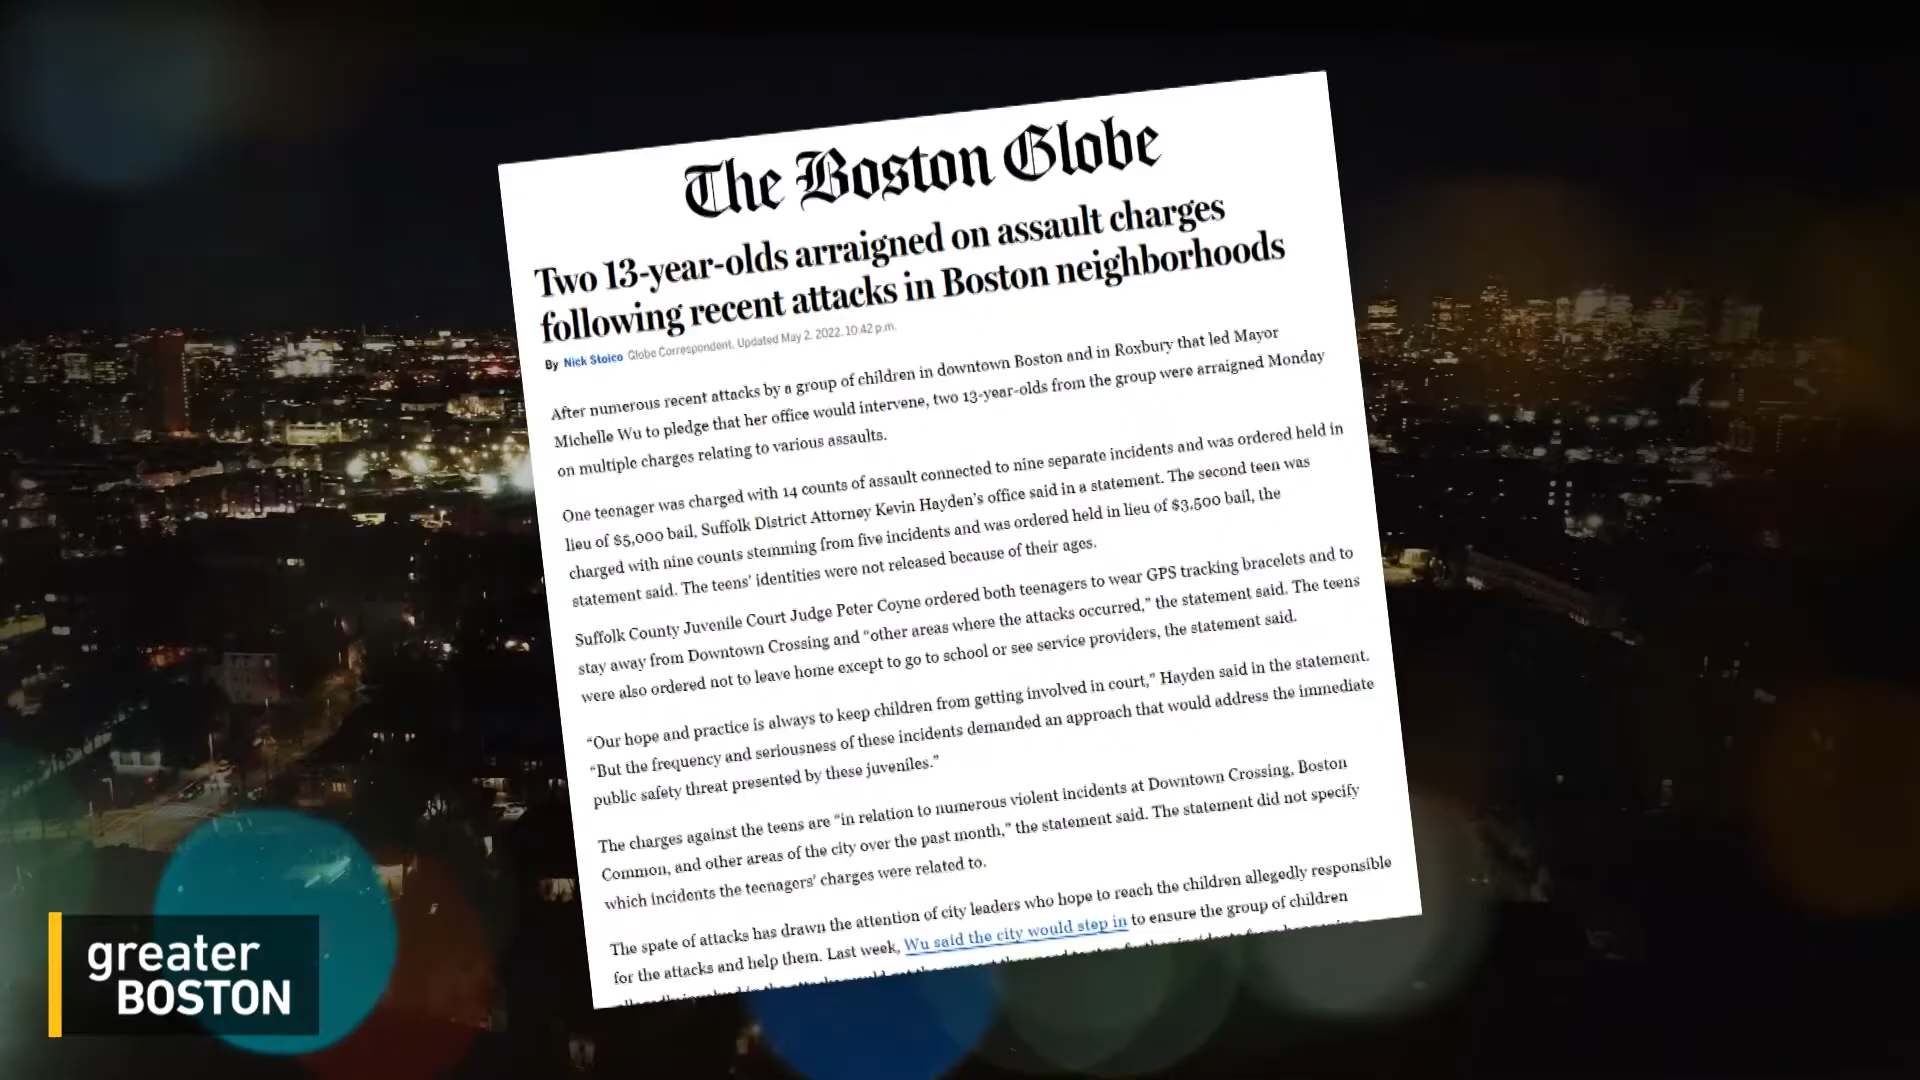 The Boston Globe
Two 13-year-olds arraigned on assault charges
following recent attacks in Boston neighborhoods
By Nick Stoico Globe Correspondent, Updated May 2, 2022, 10:42 p.m.
After numerous recent attacks by a group of children in downtown Boston and in Roxbury that led Mayor
Michelle Wu to pledge that her office would intervene, two 13-year-olds from the group were arraigned Monday
on multiple charges relating to various assaults.
One teenager was charged with 14 counts of assault connected to nine separate incidents and was ordered held in
lieu of $5,000 bail, Suffolk District Attorney Kevin Hayden's office said in a statement. The second teen was
charged with nine counts stemming from five incidents and was ordered held in lieu of $3,500 bail, the
statement said. The teens' identities were not released because of their ages.
Suffolk County Juvenile Court Judge Peter Coyne ordered both teenagers to wear GPS tracking bracelets and to
stay away from Downtown Crossing and “other areas where the attacks occurred,” the statement said. The teens
were also ordered not to leave home except to go to school or see service providers, the statement said.
“Our hope and practice is always to keep children from getting involved in court,” Hayden said in the statement.
“But the frequency and seriousness of these incidents demanded an approach that would address the immediate
public safety threat presented by these juveniles.”
The charges against the teens are “in relation to numerous violent incidents at Downtown Crossing, Boston
Common, and other areas of the city over the past month,” the statement said. The statement did not specify
which incidents the teenagers' charges were related to.
The spate of attacks has drawn the attention of city leaders who hope to reach the children allegedly responsible
for the attacks and help them. Last week, Wu said the city would step in to ensure the group of children
greater
BOSTON